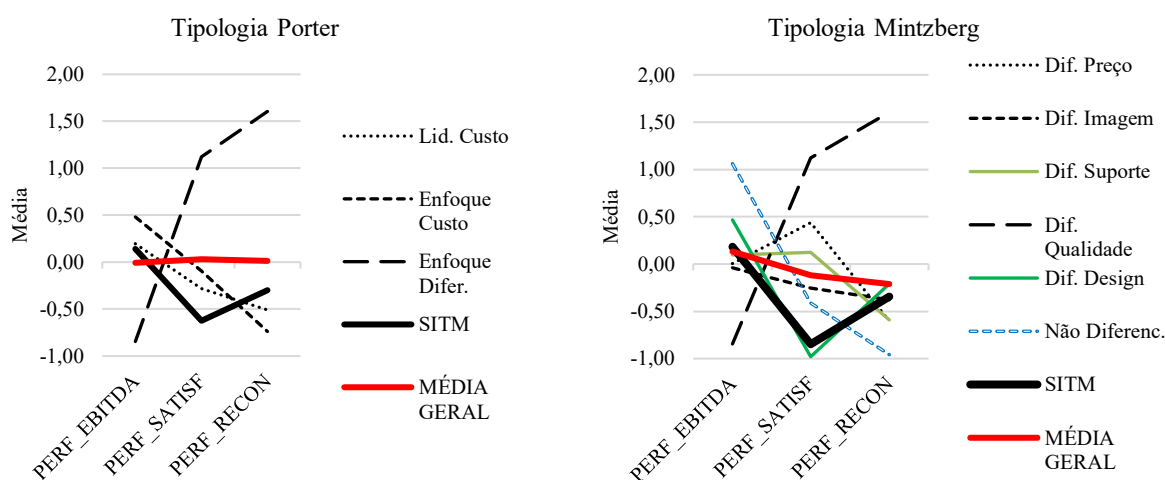 Tipologia Porter
2,00
1,50
1,00
0,50
0,00
-0,50
-1,00
Média
PERF_EBITDA
PERF_SATISF
PERF_RECON
Lid. Custo
Enfoque
Custo
Enfoque
Difer.
SITM
MÉDIA
GERAL
Tipologia Mintzberg
2,00
1,50
1,00
0,50
0,00
-0,50
-1,00
Média
PERF_EBITDA
PERF_SATISF
PERF_RECON
Dif. Preço
Dif. Imagem
Dif. Suporte
Dif.
Qualidade
Dif. Design
Não Diferenc.
SITM
MÉDIA
GERAL